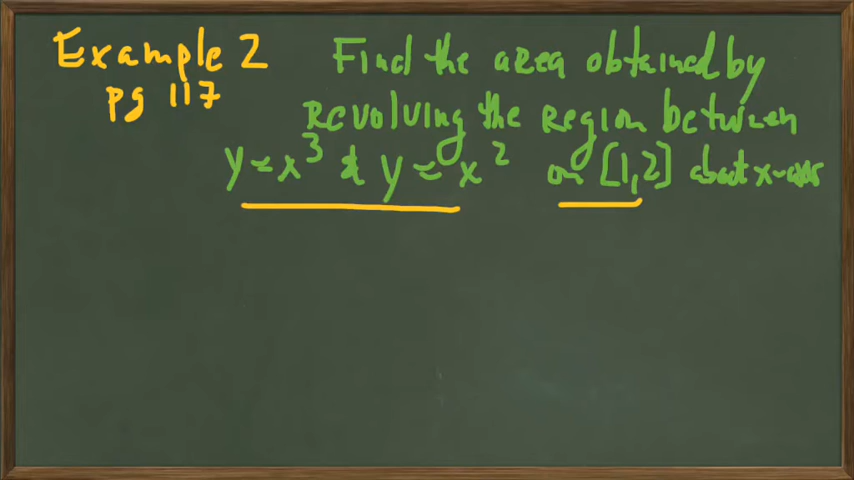 Example 2
pg 117
Find the area obtained by
revolving the region between
y = x³ & y = x² on [1,2] about x-axis